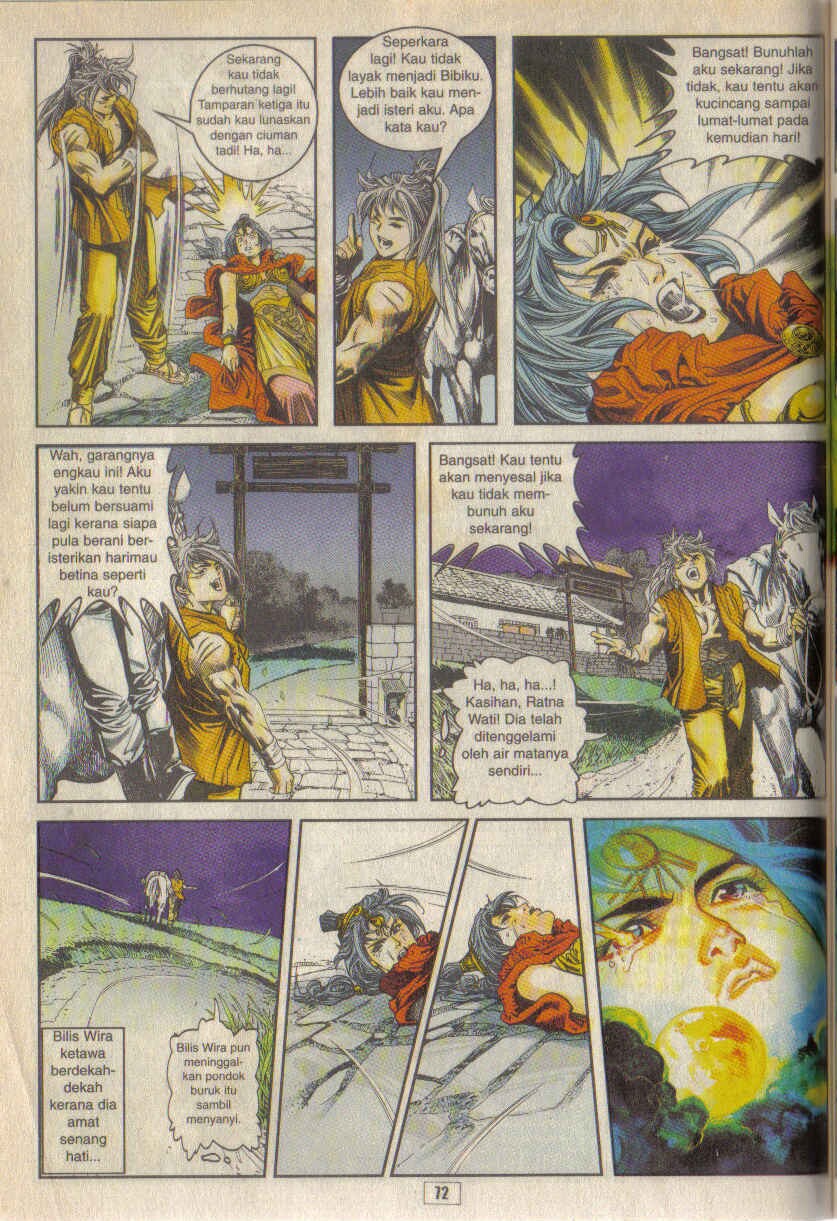 Sekarang
kau tidak
berhutang lagi!
Tamparan ketiga itu
sudah kau lunaskan
dengan ciuman
tadi! Ha, ha...
Seperkara
lagi! Kau tidak
layak menjadi Bibiku.
Lebih baik kau men-
jadi isteri aku. Apa
kata kau?
Bangsat! Bunuhlah
aku sekarang! Jika
tidak, kau tentu akan
kucincang sampai
lumat-lumat pada
kemudian hari!
Wah, garangnya
engkau ini! Aku
yakin kau tentu
belum bersuami
lagi kerana siapa
pula berani ber-
isterikan harimau
betina seperti
kau?
Bangsat! Kau tentu
akan menyesal jika
kau tidak mem-
bunuh aku
sekarang!
Ha, ha, ha...!
Kasihan, Ratna
Wati! Dia telah
ditenggelami
oleh air matanya
sendiri...
Bilis Wira
ketawa
berdekah-
dekah
kerana dia
amat
senang
hati...
Bilis Wira pun
meninggal-
kan pondok
buruk itu
sambil
menyanyi.
72